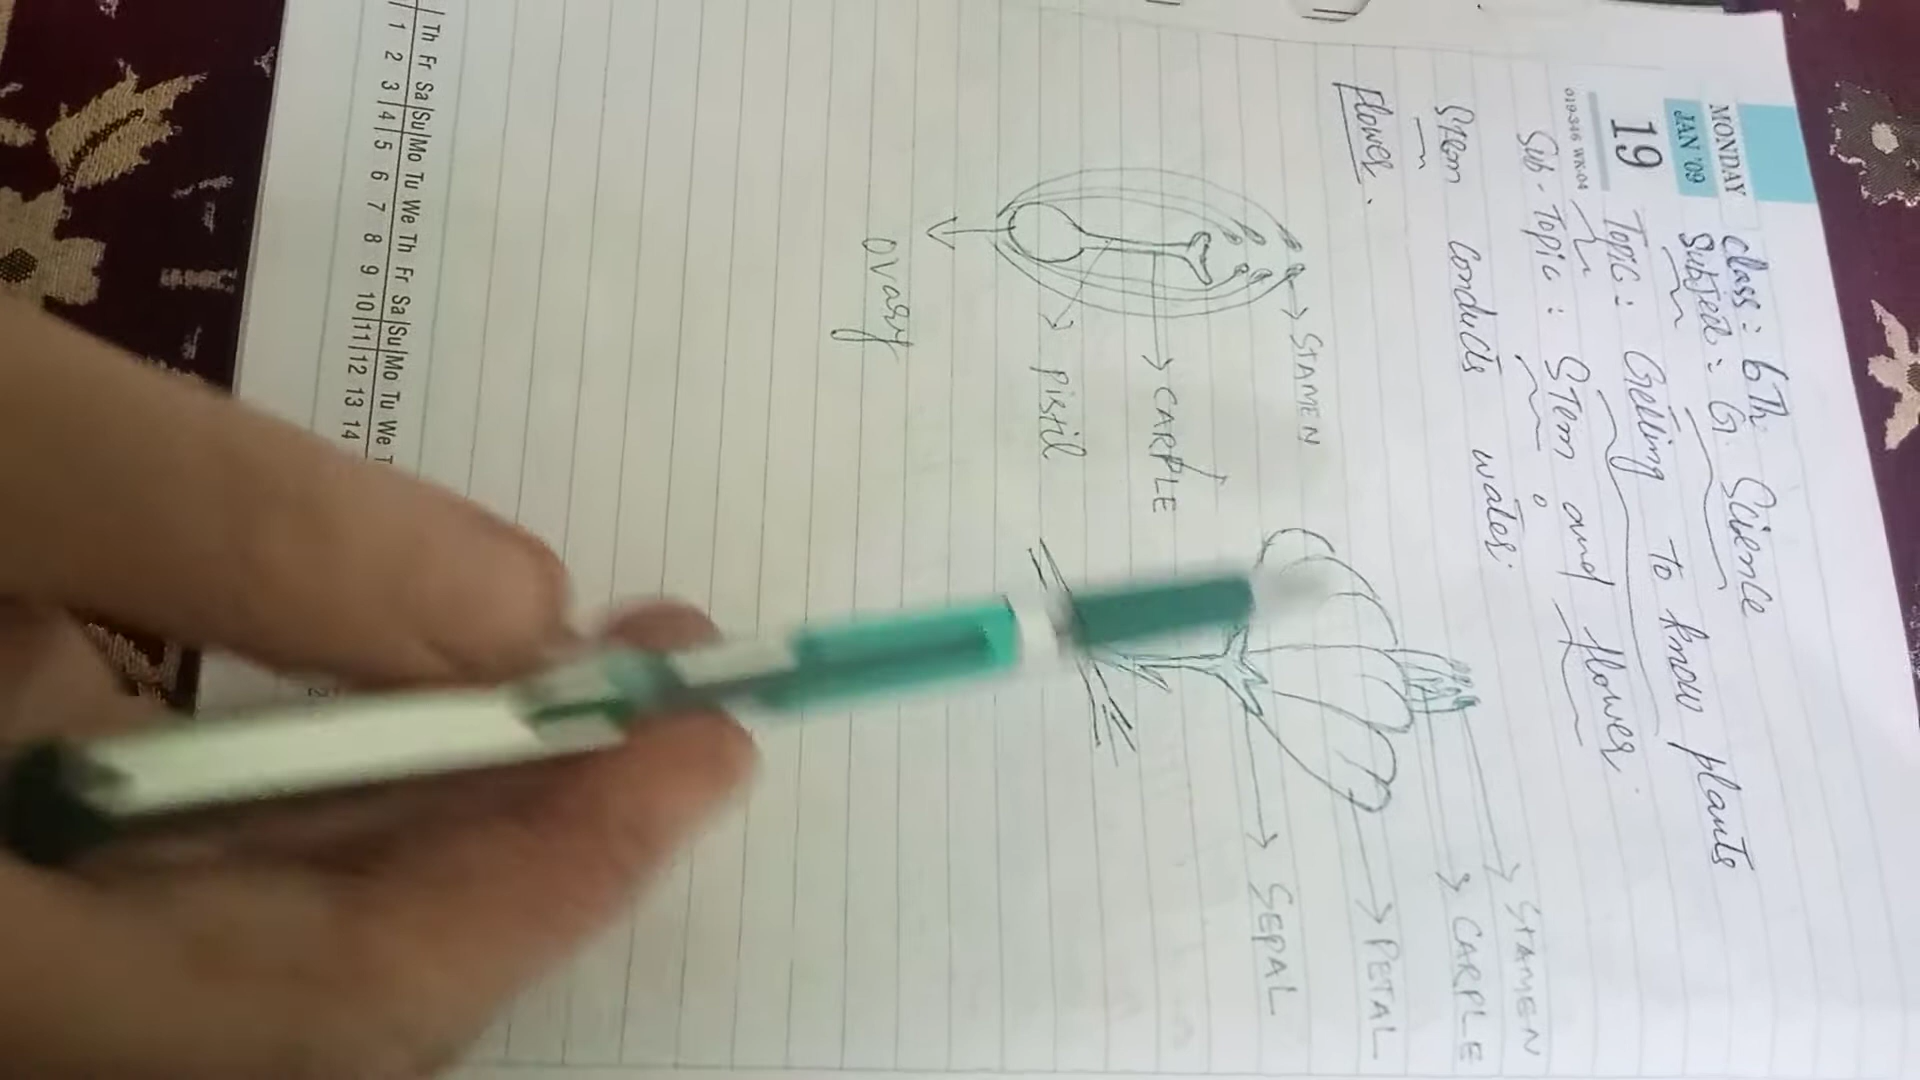 MONDAY
JAN '09
19
019-346 WK-04
Class: 6Th
Subject: G. Science
Topic: Getting To know plants
Sub-Topic: STem and flower.
STem conducts water.
Flower.
STAMEN
CARPLE
PETAL
SEPAL
STAMEN
CARPLE
Pistil
Ovary
Th Fr Sa Su Mo Tu We Th Fr Sa Su Mo Tu We T
1 2 3 4 5 6 7 8 9 10 11 12 13 14